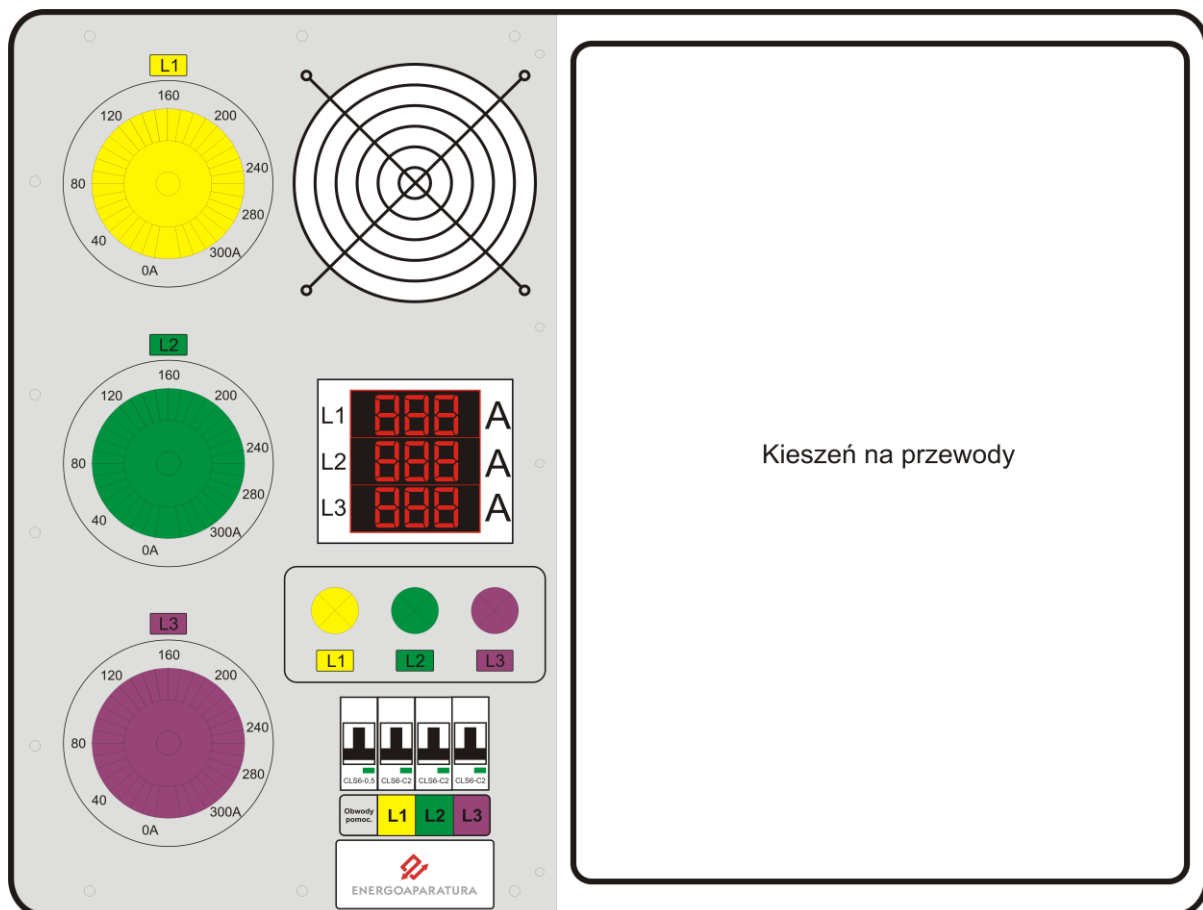 L1
160
120
200
80
240
40
280
0A
300A
L2
160
120
200
80
240
40
280
0A
300A
L3
160
120
200
80
240
40
280
0A
300A
L1 888 A
L2 888 A
L3 888 A
L1 L2 L3
CLS6-0,5 CLS6-C2 CLS6-C2 CLS6-C2
Obwody
pomoc.
L1 L2 L3
ENERGOAPARATURA
Kieszeń na przewody